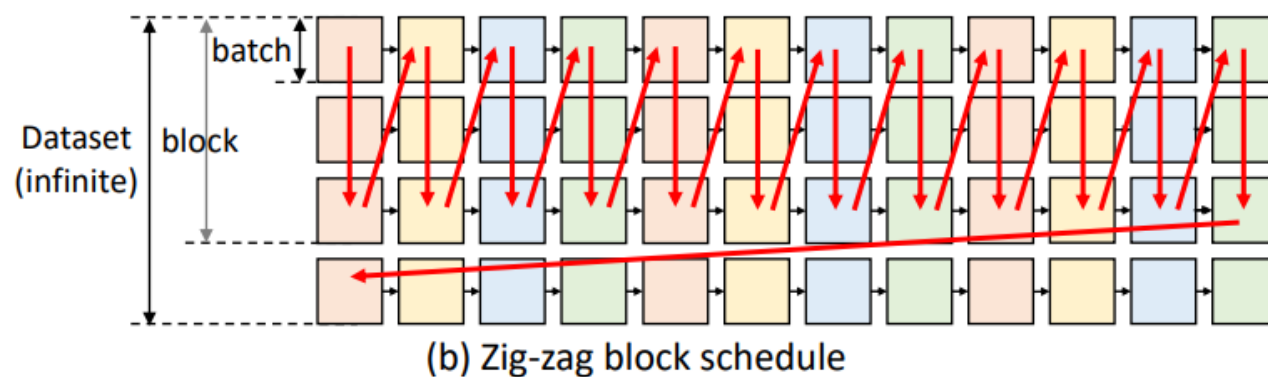 batch
block
Dataset
(infinite)
(b) Zig-zag block schedule